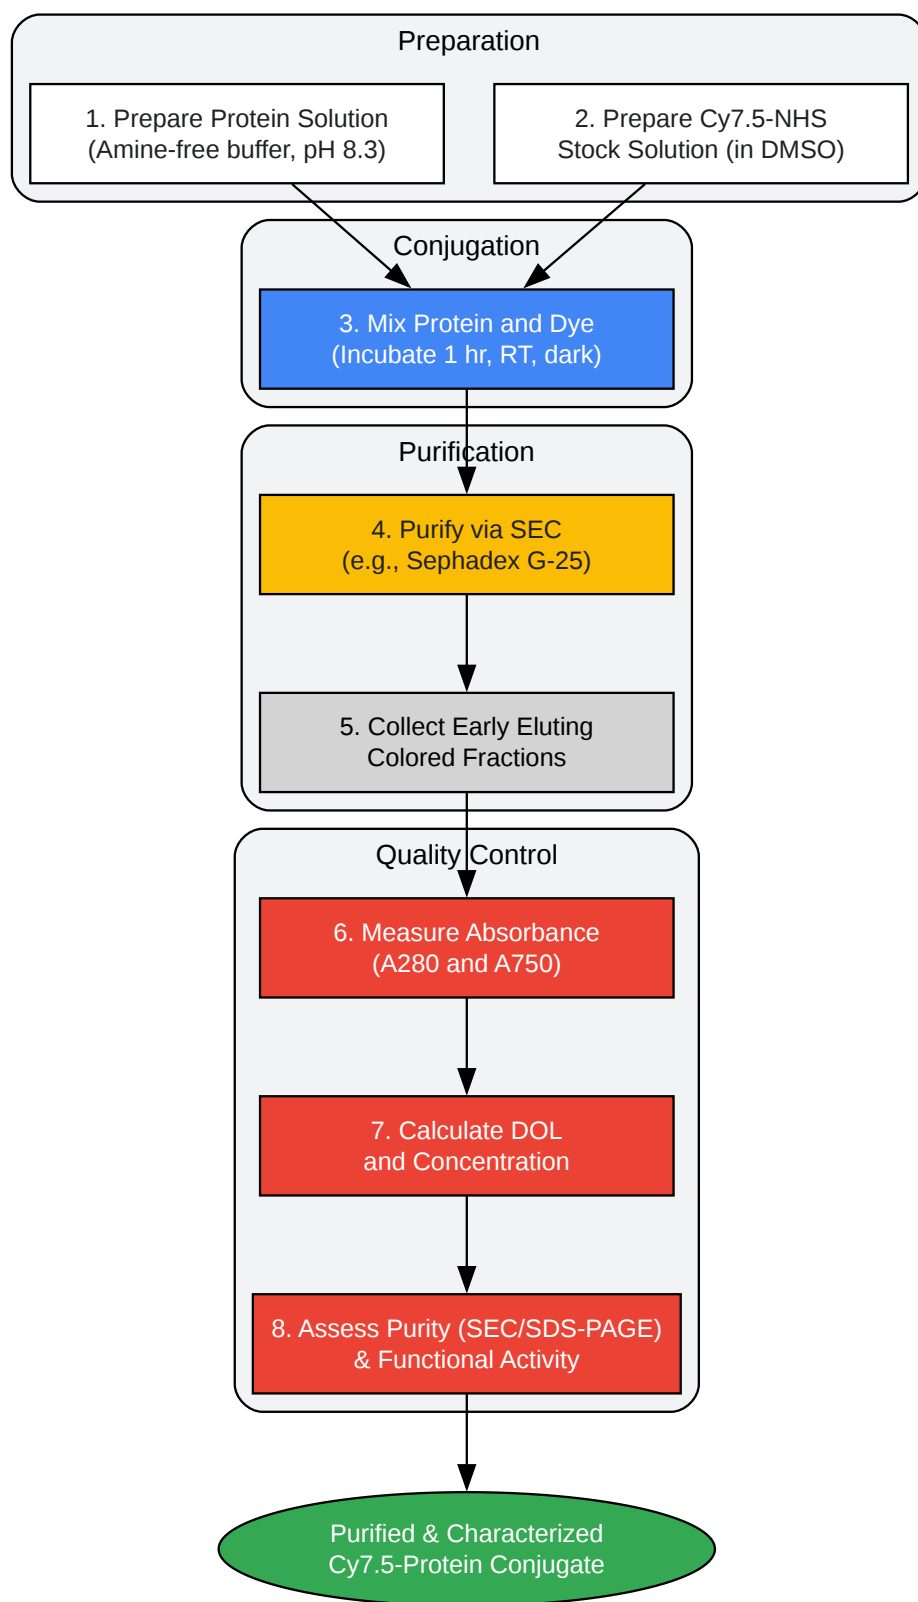 Preparation
1. Prepare Protein Solution
(Amine-free buffer, pH 8.3)
2. Prepare Cy7.5-NHS
Stock Solution (in DMSO)
Conjugation
3. Mix Protein and Dye
(Incubate 1 hr, RT, dark)
Purification
4. Purify via SEC
(e.g., Sephadex G-25)
5. Collect Early Eluting
Colored Fractions
Quality Control
6. Measure Absorbance
(A280 and A750)
7. Calculate DOL
and Concentration
8. Assess Purity (SEC/SDS-PAGE)
& Functional Activity
Purified & Characterized
Cy7.5-Protein Conjugate